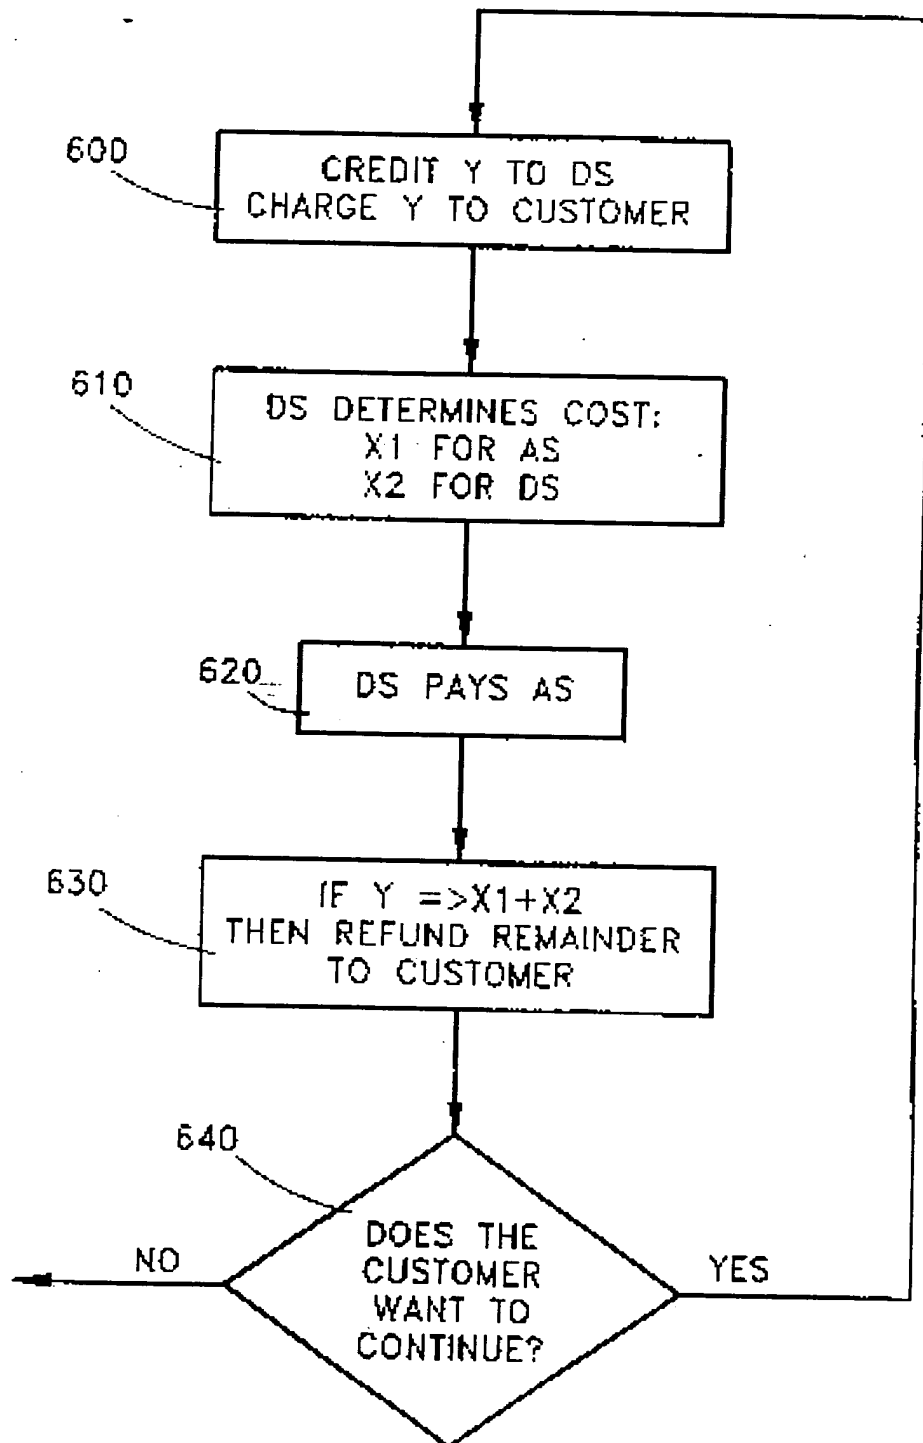 600
CREDIT Y TO DS
CHARGE Y TO CUSTOMER
610
DS DETERMINES COST:
X1 FOR AS
X2 FOR DS
620
DS PAYS AS
630
IF Y =>X1+X2
THEN REFUND REMAINDER
TO CUSTOMER
640
DOES THE
CUSTOMER
WANT TO
CONTINUE?
NO
YES